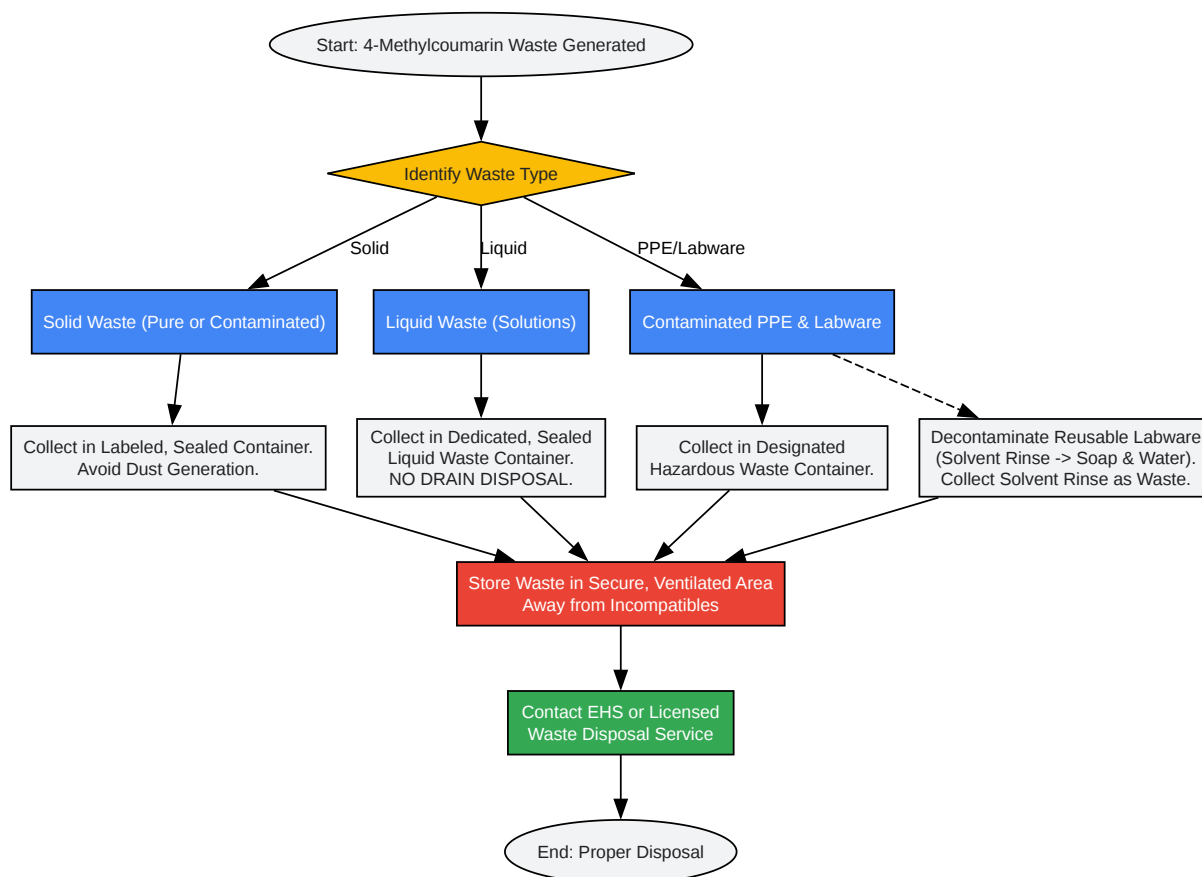 Start: 4-Methylcoumarin Waste Generated
Identify Waste Type
Solid
Liquid
PPE/Labware
Solid Waste (Pure or Contaminated)
Liquid Waste (Solutions)
Contaminated PPE & Labware
Collect in Labeled, Sealed Container.
Avoid Dust Generation.
Collect in Dedicated, Sealed
Liquid Waste Container.
NO DRAIN DISPOSAL.
Collect in Designated
Hazardous Waste Container.
Decontaminate Reusable Labware
(Solvent Rinse -> Soap & Water).
Collect Solvent Rinse as Waste.
Store Waste in Secure, Ventilated Area
Away from Incompatibles
Contact EHS or Licensed
Waste Disposal Service
End: Proper Disposal